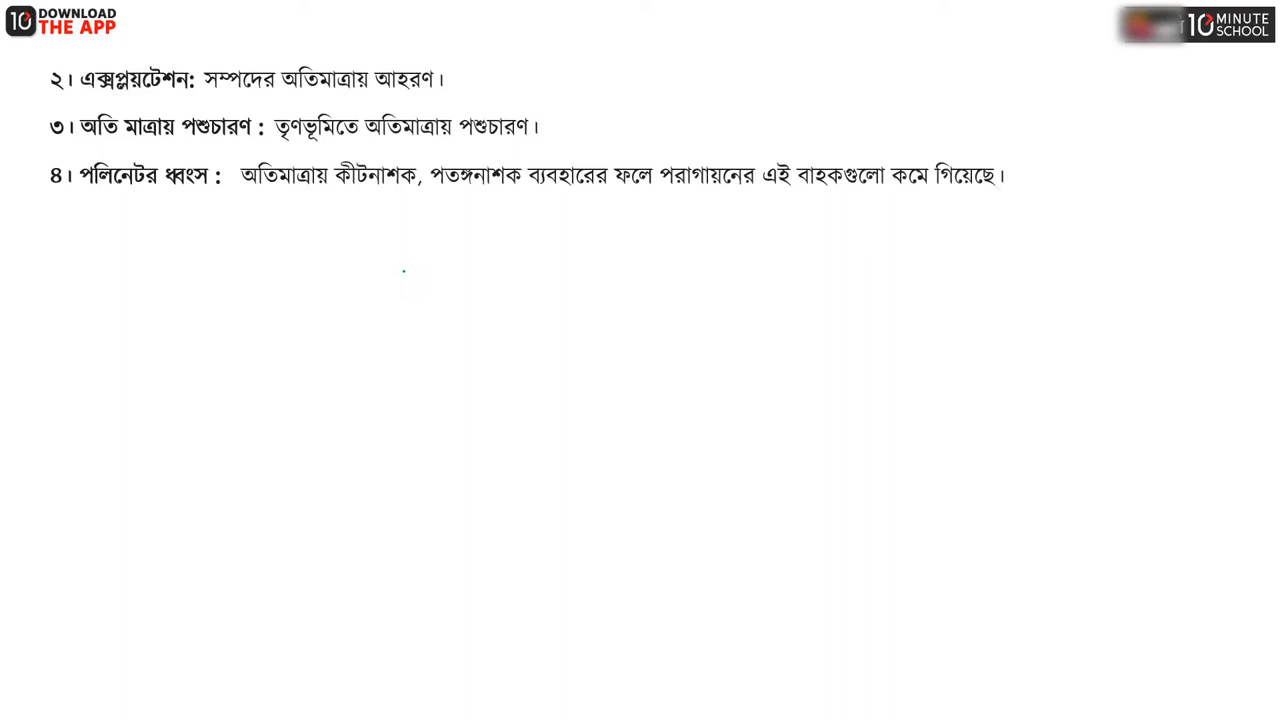 10 DOWNLOAD
THE APP
10 MINUTE
SCHOOL
২। এক্সপ্লয়টেশন: সম্পদের অতিমাত্রায় আহরণ।
৩। অতি মাত্রায় পশুচারণ : তৃণভূমিতে অতিমাত্রায় পশুচারণ।
৪। পলিনেটর ধ্বংস : অতিমাত্রায় কীটনাশক, পতঙ্গনাশক ব্যবহারের ফলে পরাগায়নের এই বাহকগুলো কমে গিয়েছে।